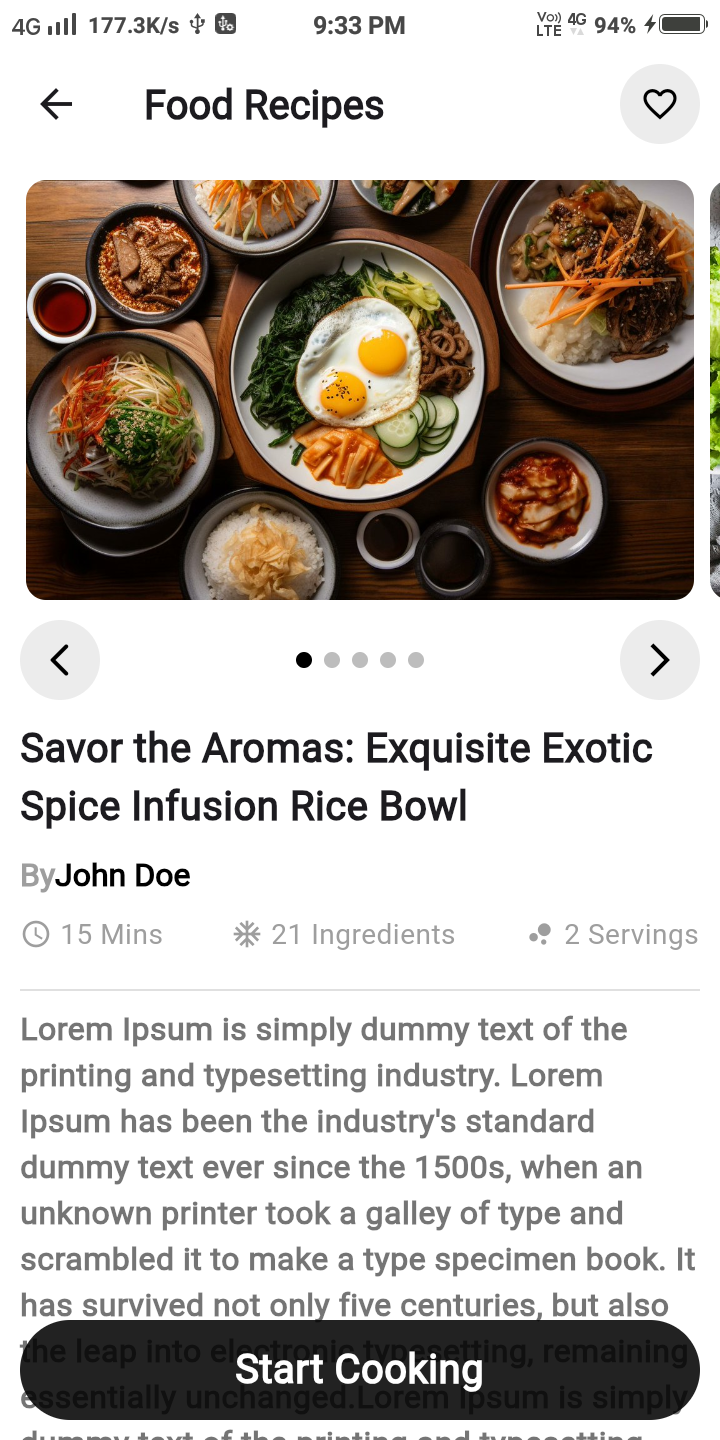 4G 177.3K/s 9:33 PM Vo)) LTE 4G 94%
Food Recipes
Savor the Aromas: Exquisite Exotic
Spice Infusion Rice Bowl
ByJohn Doe
15 Mins 21 Ingredients 2 Servings
Lorem Ipsum is simply dummy text of the
printing and typesetting industry. Lorem
Ipsum has been the industry's standard
dummy text ever since the 1500s, when an
unknown printer took a galley of type and
scrambled it to make a type specimen book. It
has survived not only five centuries, but also
the leap into electronic typesetting, remaining
Start Cooking
essentially unchanged.Lorem Ipsum is simply
dummy text of the printing and typesetting